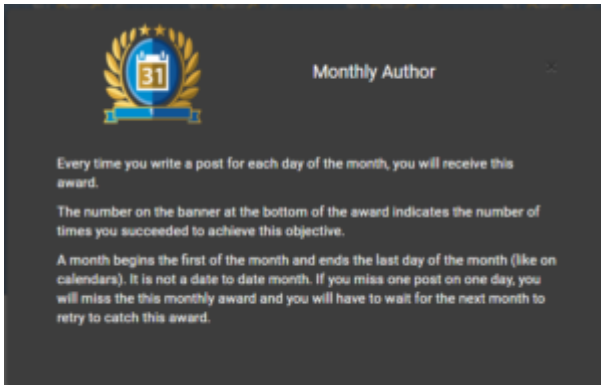 31
1
Monthly Author
Every time you write a post for each day of the month, you will receive this
award.
The number on the banner at the bottom of the award indicates the number of
times you succeeded to achieve this objective.
A month begins the first of the month and ends the last day of the month (like on
calendars). It is not a date to date month. If you miss one post on one day, you
will miss the this monthly award and you will have to wait for the next month to
retry to catch this award.